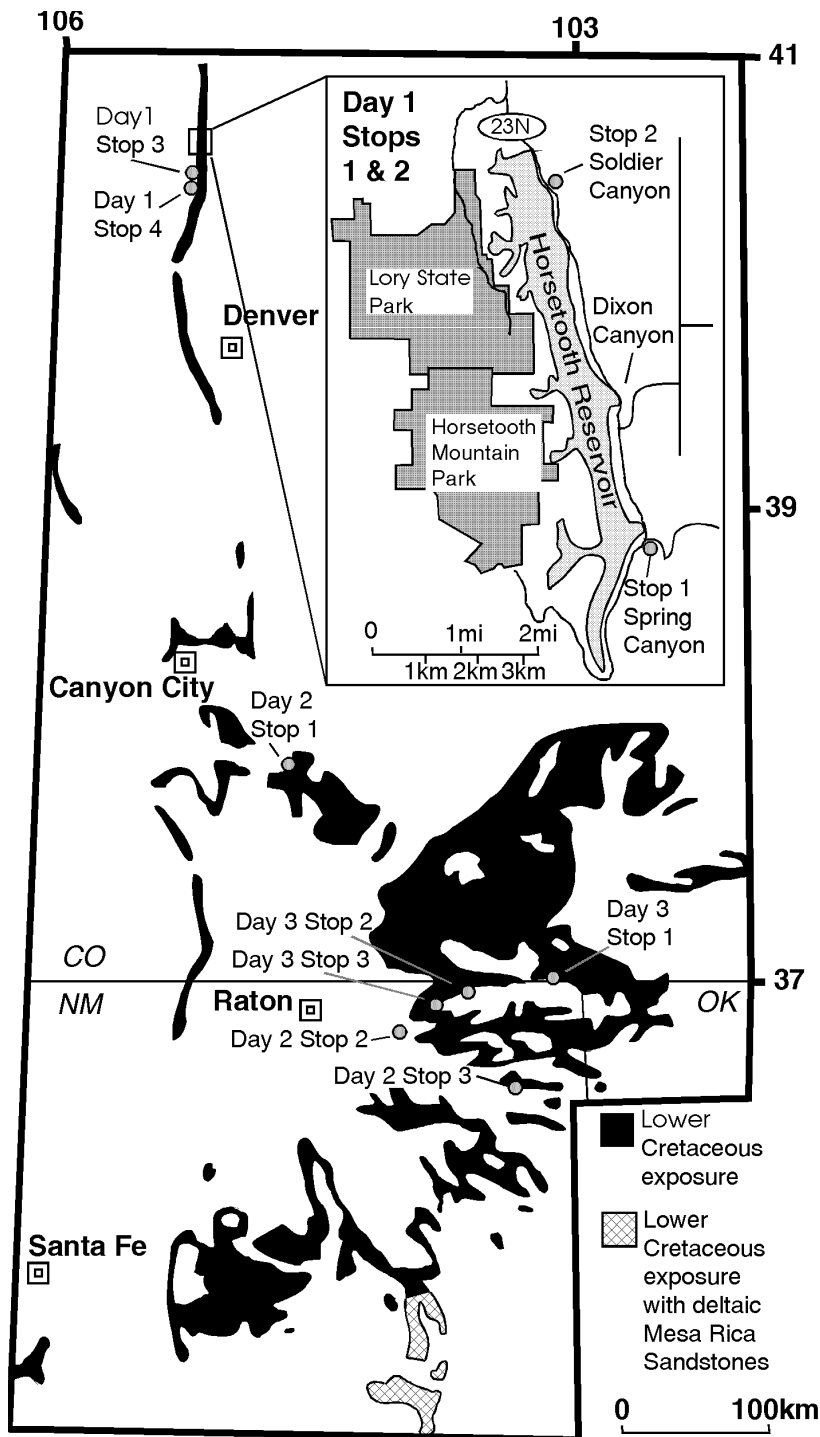 106
103
41
Day 1
Stop 3
Day 1
Stop 4
Day 1
Stops
1 & 2
23N
Stop 2
Soldier
Canyon
Lory State
Park
Horsetooth Reservoir
Dixon
Canyon
Denver
Horsetooth
Mountain
Park
39
Stop 1
Spring
Canyon
0 1mi 2mi
1km 2km 3km
Canyon City
Day 2
Stop 1
Day 3 Stop 2
Day 3
Stop 1
Day 3 Stop 3
CO
37
NM
Raton
OK
Day 2 Stop 2
Day 2 Stop 3
Lower
Cretaceous
exposure
Lower
Cretaceous
exposure
with deltaic
Mesa Rica
Sandstones
Santa Fe
0 100km